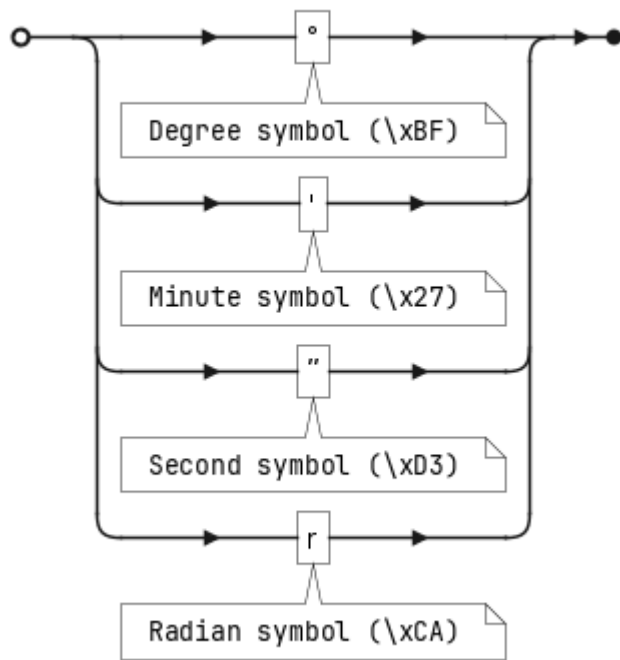 °
Degree symbol (\xBF)
'
Minute symbol (\x27)
"
Second symbol (\xD3)
r
Radian symbol (\xCA)